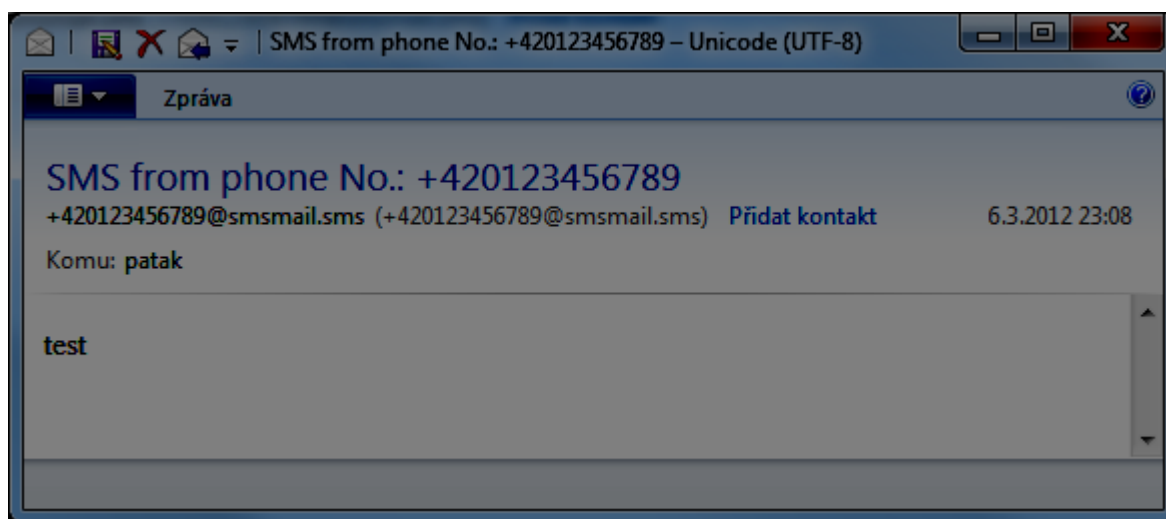 SMS from phone No.: +420123456789 – Unicode (UTF-8)
Zpráva
SMS from phone No.: +420123456789
+420123456789@smsmail.sms (+420123456789@smsmail.sms) Přidat kontakt 6.3.2012 23:08
Komu: patak
test